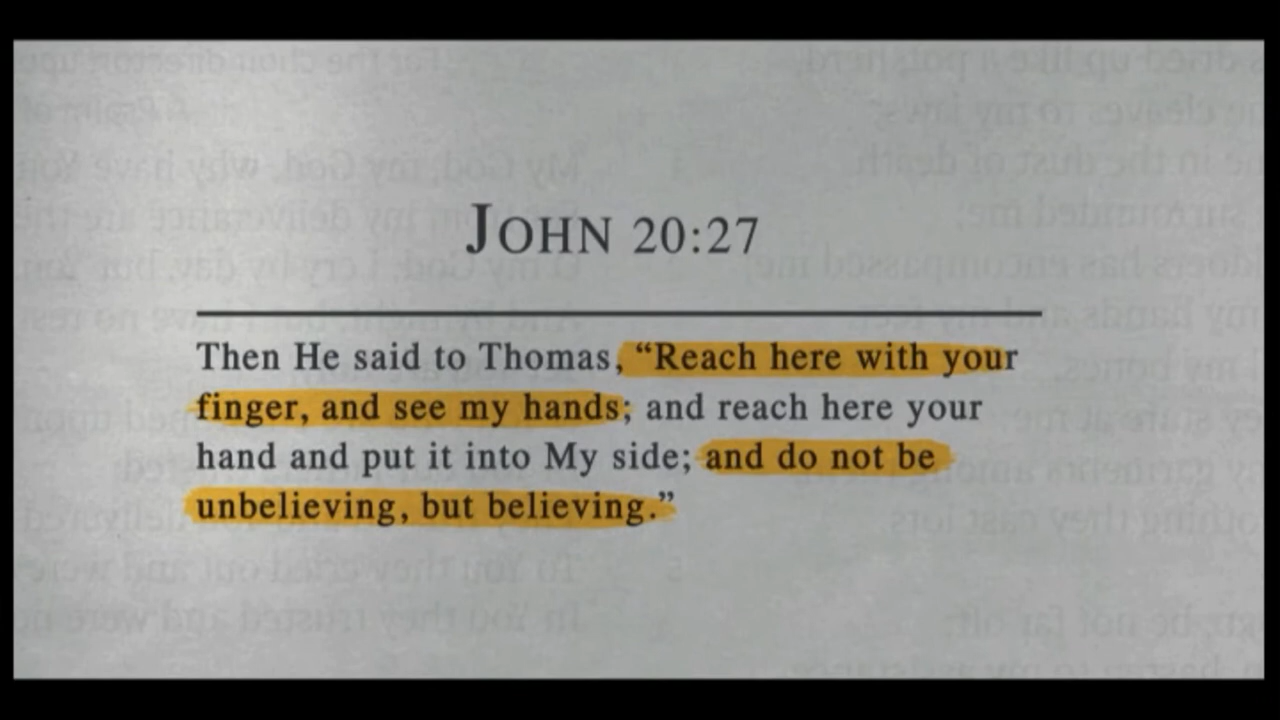 JOHN 20:27
Then He said to Thomas, “Reach here with your
finger, and see my hands; and reach here your
hand and put it into My side; and do not be
unbelieving, but believing.”